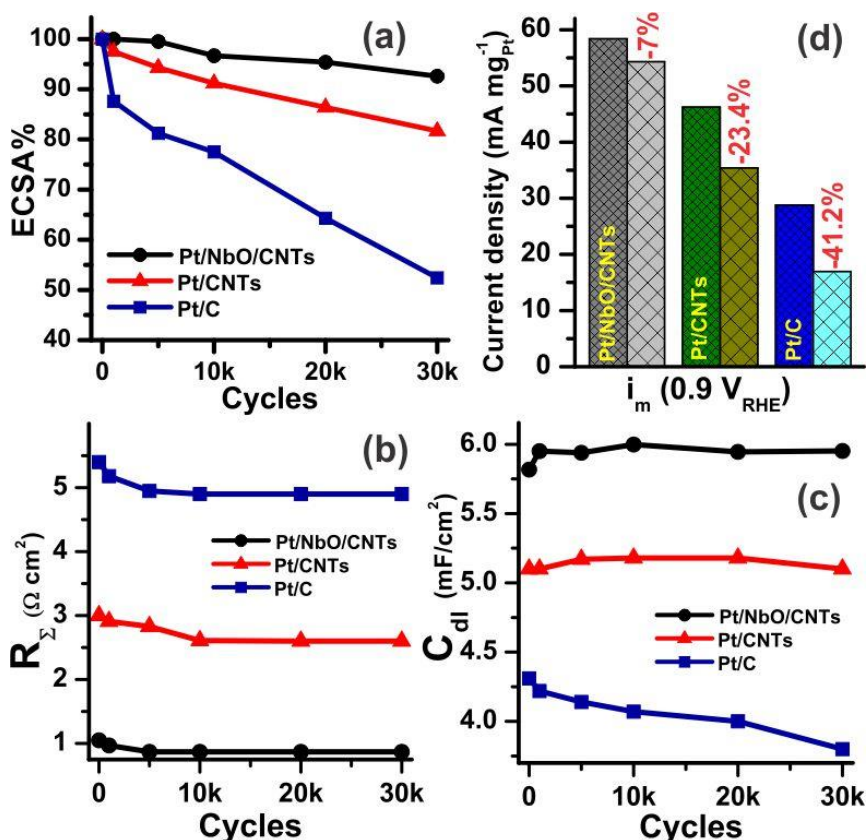 (a)
ECSA%
100
90
80
70
60
50
40
Pt/NbO/CNTs
Pt/CNTs
Pt/C
0
10k
20k
30k
Cycles
(d)
Current density (mA mg⁻¹Pt)
60
50
40
30
20
10
0
Pt/NbO/CNTs
-7%
Pt/CNTs
-23.4%
Pt/C
-41.2%
iₘ (0.9 V_RHE)
(b)
R_Σ (Ω cm²)
5
4
3
2
1
Pt/NbO/CNTs
Pt/CNTs
Pt/C
0
10k
20k
30k
Cycles
(c)
C_dl (mF/cm²)
6.0
5.5
5.0
4.5
4.0
Pt/NbO/CNTs
Pt/CNTs
Pt/C
0
10k
20k
30k
Cycles